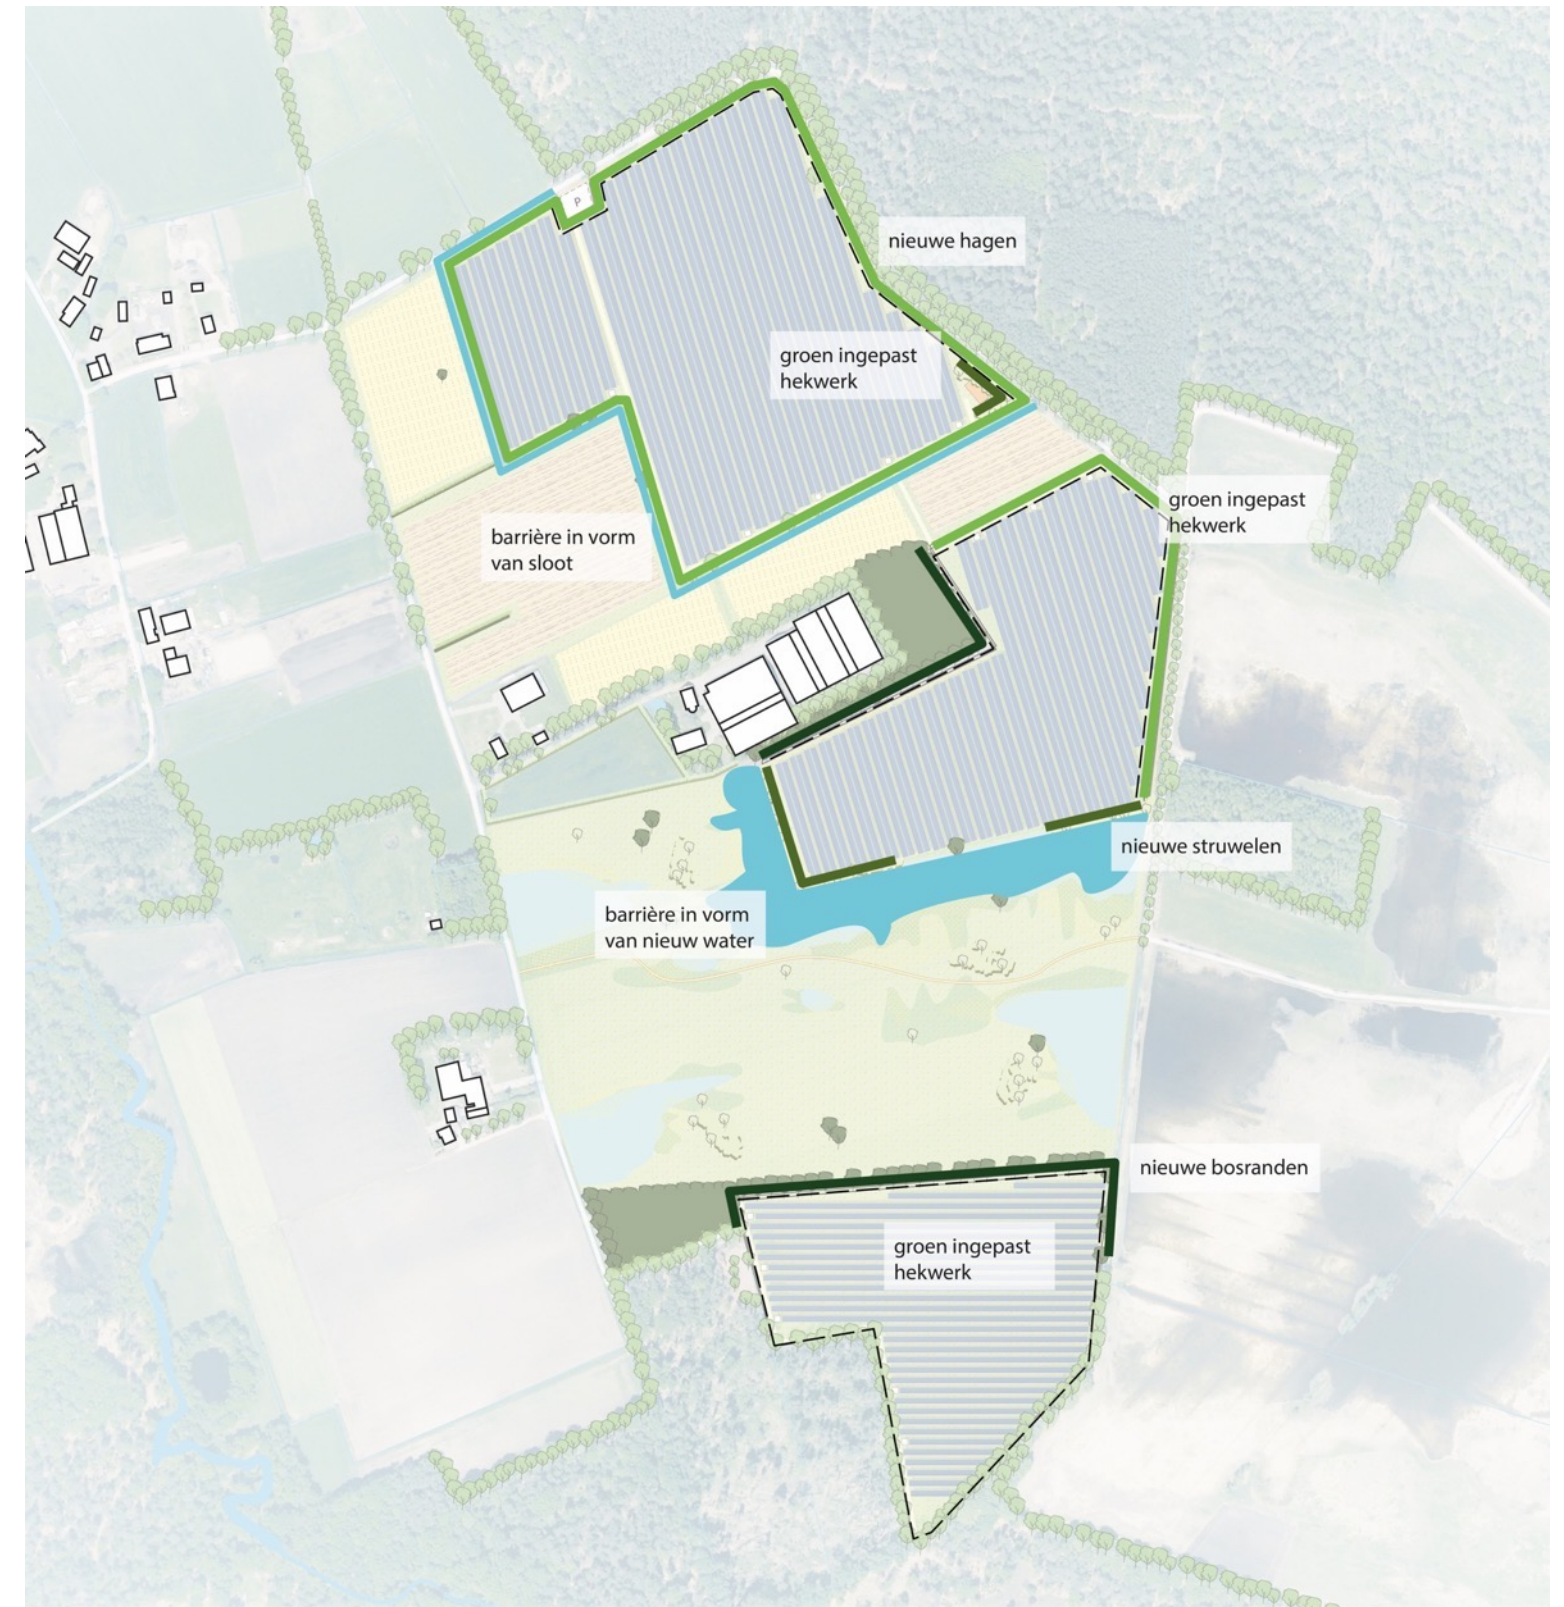 P
nieuwe hagen
groen ingepast
hekwerk
groen ingepast
hekwerk
barrière in vorm
van sloot
nieuwe struwelen
barrière in vorm
van nieuw water
nieuwe bosranden
groen ingepast
hekwerk